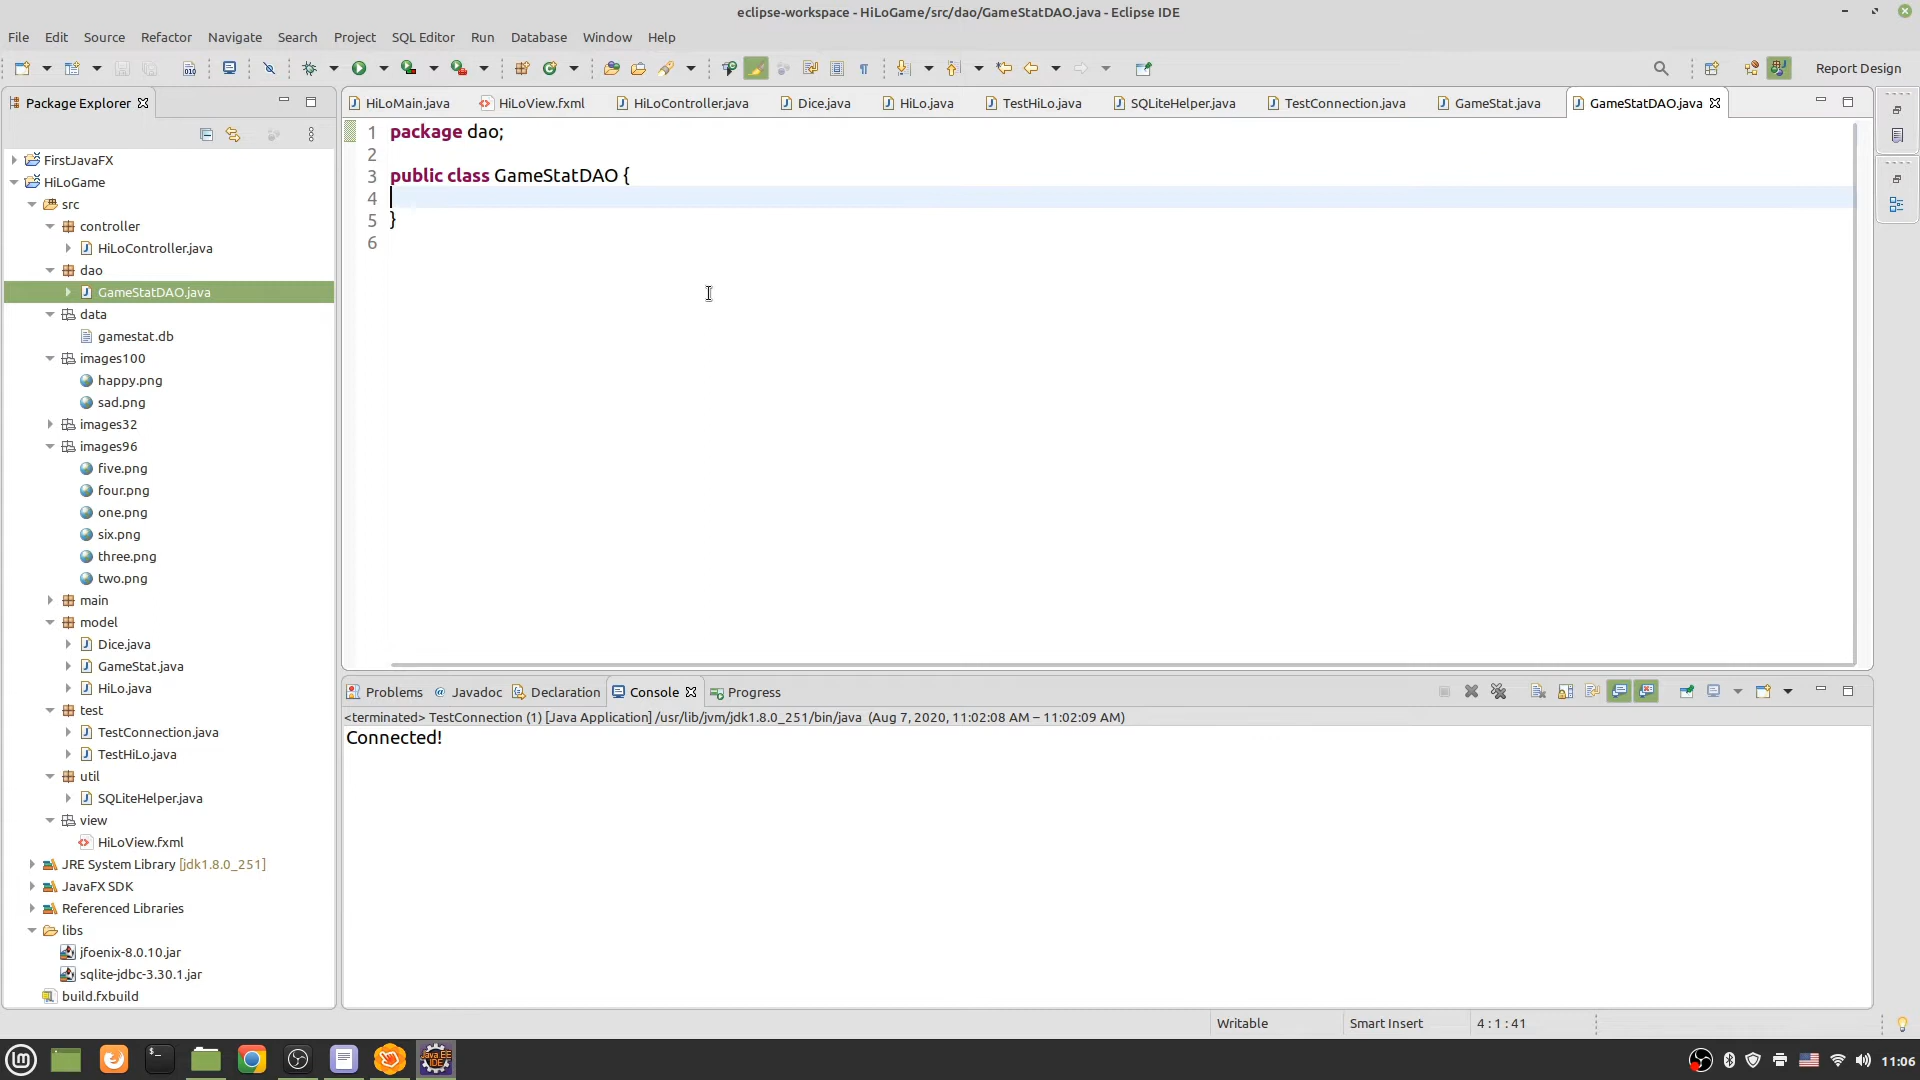 eclipse-workspace - HiLoGame/src/dao/GameStatDAO.java - Eclipse IDE
File Edit Source Refactor Navigate Search Project SQL Editor Run Database Window Help
Report Design
Package Explorer
HiLoMain.java HiLoView.fxml HiLoController.java Dice.java HiLo.java TestHiLo.java SQLiteHelper.java TestConnection.java GameStat.java GameStatDAO.java
FirstJavaFX
HiLoGame
src
controller
HiLoController.java
dao
GameStatDAO.java
data
gamestat.db
images100
happy.png
sad.png
images32
images96
five.png
four.png
one.png
six.png
three.png
two.png
main
model
Dice.java
GameStat.java
HiLo.java
test
TestConnection.java
TestHiLo.java
util
SQLiteHelper.java
view
HiLoView.fxml
JRE System Library [jdk1.8.0_251]
JavaFX SDK
Referenced Libraries
libs
jfoenix-8.0.10.jar
sqlite-jdbc-3.30.1.jar
build.fxbuild
1 package dao;
2
3 public class GameStatDAO {
4
5 }
6
Problems Javadoc Declaration Console Progress
<terminated> TestConnection (1) [Java Application] /usr/lib/jvm/jdk1.8.0_251/bin/java (Aug 7, 2020, 11:02:08 AM – 11:02:09 AM)
Connected!
Writable Smart Insert 4 : 1 : 41
Java EE
IDE
11:06